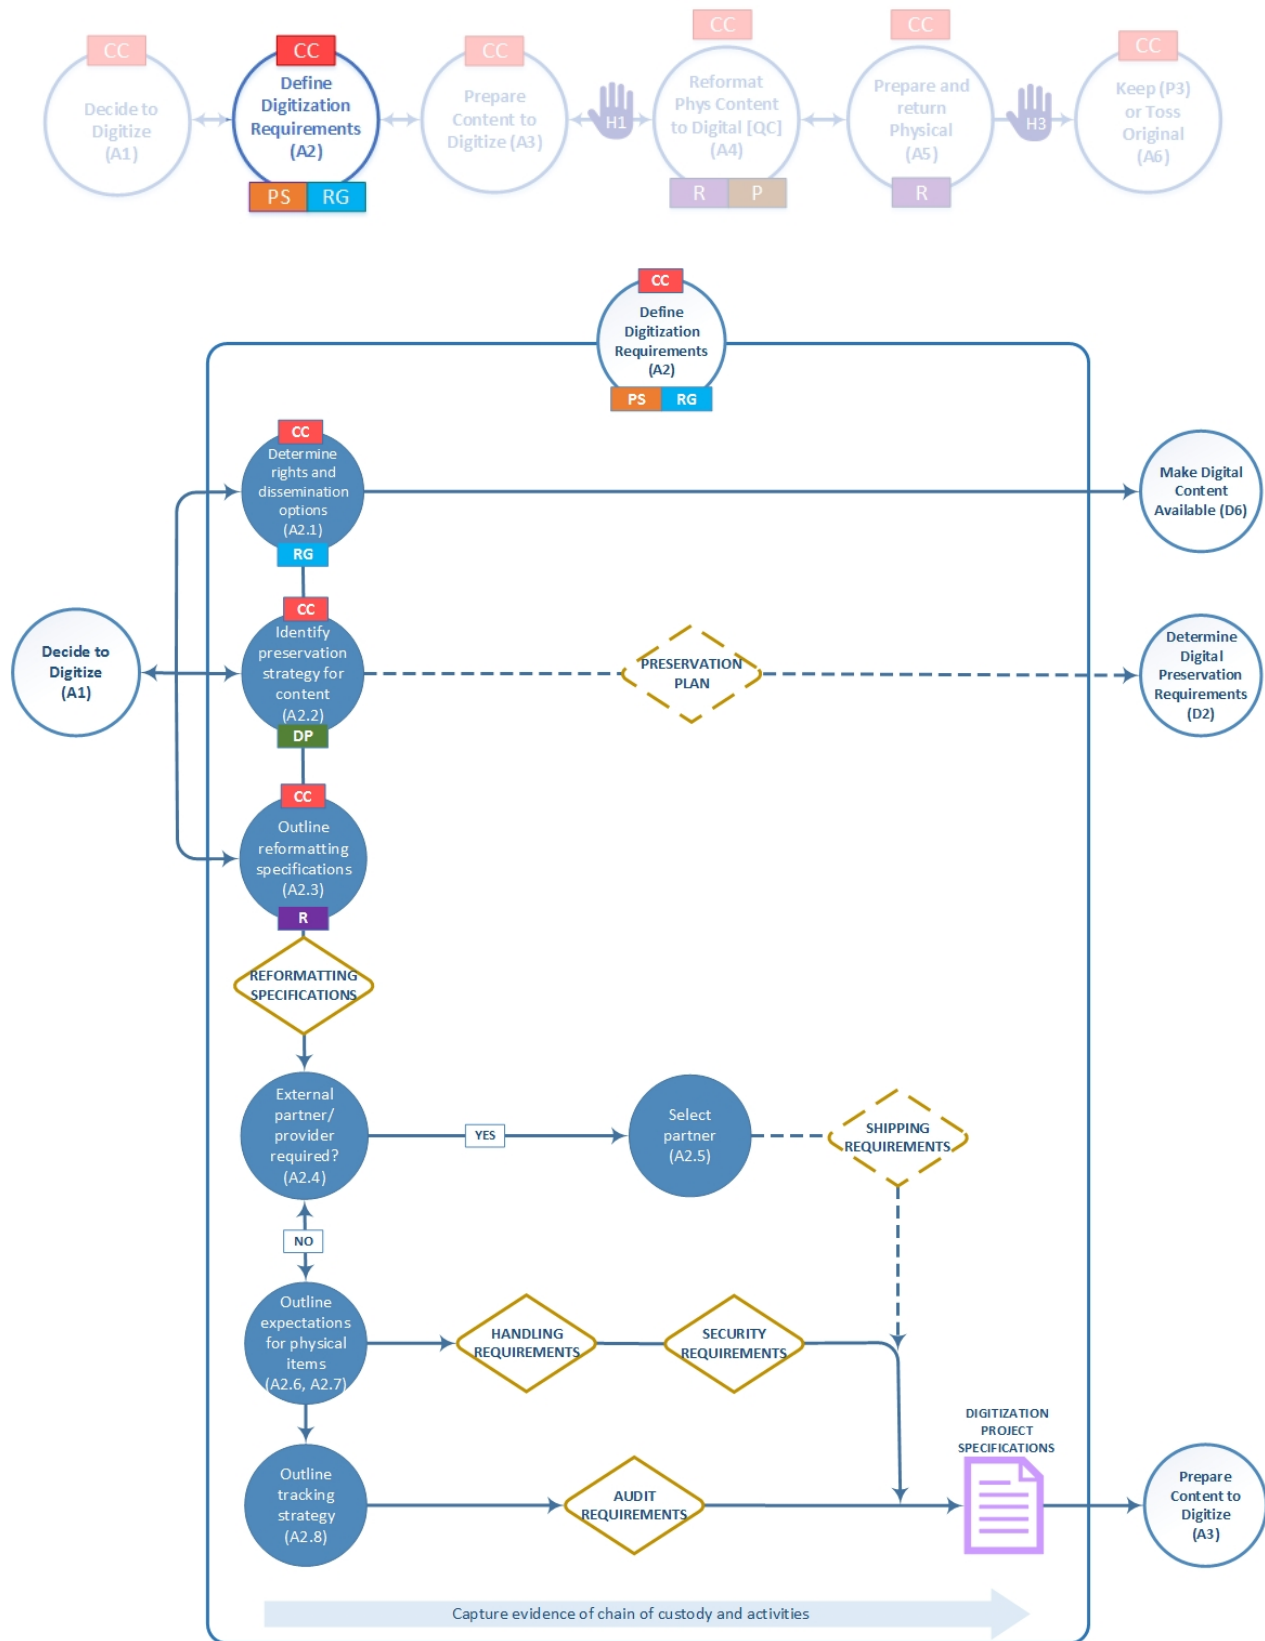 CC
Decide to
Digitize
(A1)
CC
Define
Digitization
Requirements
(A2)
PS RG
CC
Prepare
Content to
Digitize (A3)
H1
CC
Reformat
Phys Content
to Digital [QC]
(A4)
R P
CC
Prepare and
return
Physical
(A5)
R
H3
CC
Keep (P3)
or Toss
Original
(A6)
CC
Define
Digitization
Requirements
(A2)
PS RG
CC
Determine
rights and
dissemination
options
(A2.1)
RG
Make Digital
Content
Available (D6)
Decide to
Digitize
(A1)
CC
Identify
preservation
strategy for
content
(A2.2)
DP
PRESERVATION
PLAN
Determine
Digital
Preservation
Requirements
(D2)
CC
Outline
reformatting
specifications
(A2.3)
R
REFORMATTING
SPECIFICATIONS
External
partner/
provider
required?
(A2.4)
YES
Select
partner
(A2.5)
SHIPPING
REQUIREMENTS
NO
Outline
expectations
for physical
items
(A2.6, A2.7)
HANDLING
REQUIREMENTS
SECURITY
REQUIREMENTS
Outline
tracking
strategy
(A2.8)
AUDIT
REQUIREMENTS
DIGITIZATION
PROJECT
SPECIFICATIONS
Prepare
Content to
Digitize
(A3)
Capture evidence of chain of custody and activities